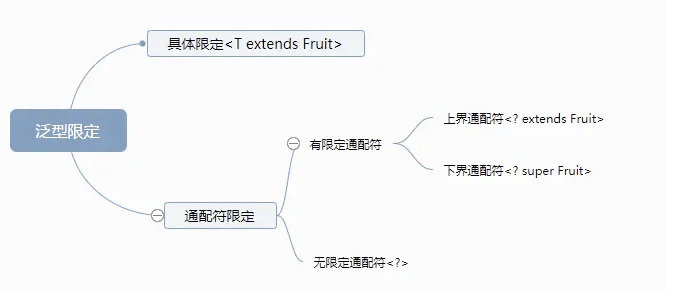 具体限定<T extends Fruit>
泛型限定
上界通配符<? extends Fruit>
有限定通配符
下界通配符<? super Fruit>
通配符限定
无限定通配符<?>